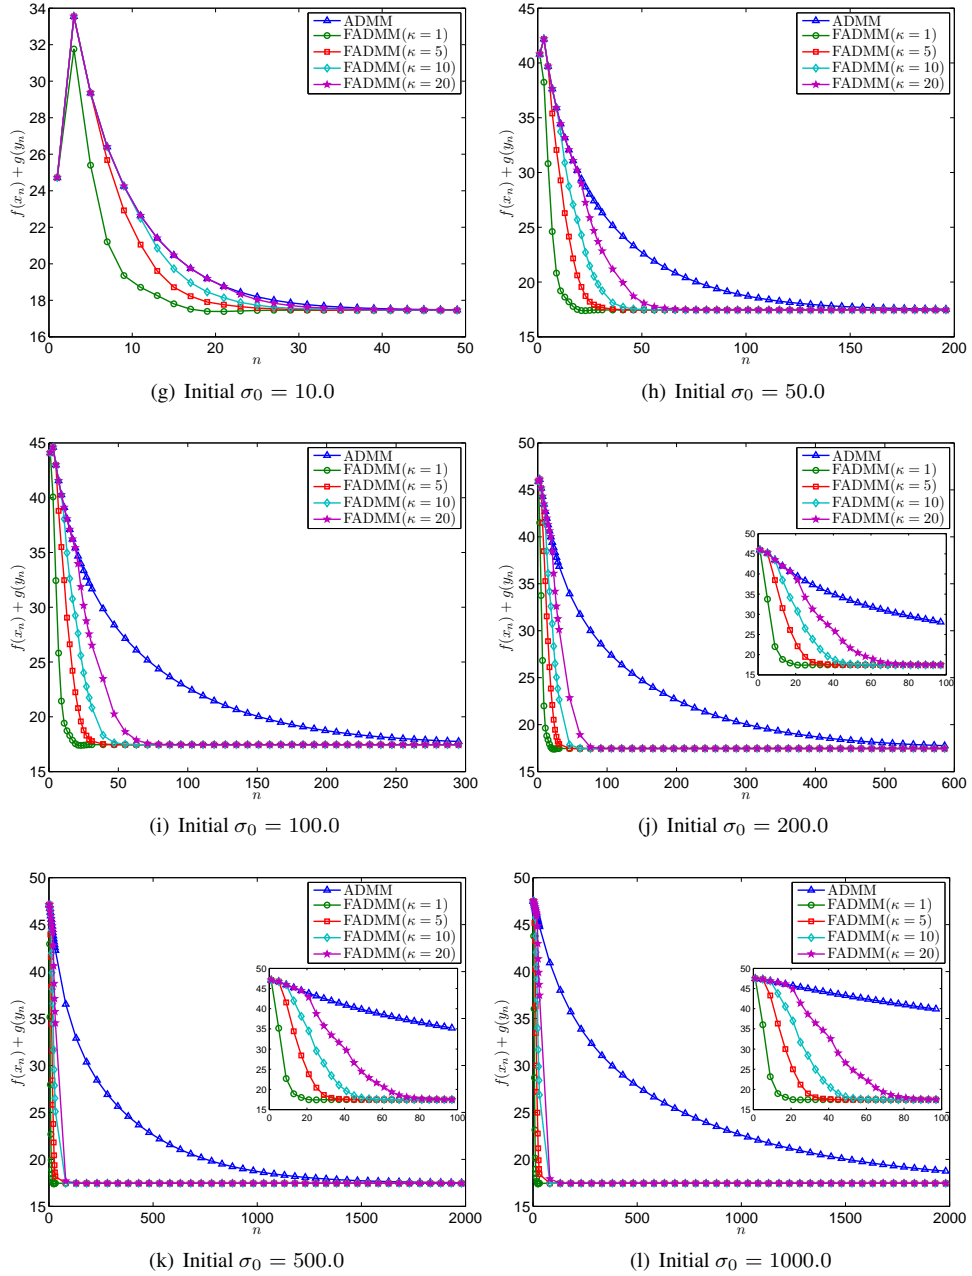 34
32
30
28
26
24
22
20
18
16
0
10
20
30
40
50
f(x_n) + g(y_n)
n
ADMM
FADMM(κ = 1)
FADMM(κ = 5)
FADMM(κ = 10)
FADMM(κ = 20)
(g) Initial σ_0 = 10.0
45
40
35
30
25
20
15
0
50
100
150
200
f(x_n) + g(y_n)
n
ADMM
FADMM(κ = 1)
FADMM(κ = 5)
FADMM(κ = 10)
FADMM(κ = 20)
(h) Initial σ_0 = 50.0
45
40
35
30
25
20
15
0
50
100
150
200
250
300
f(x_n) + g(y_n)
n
ADMM
FADMM(κ = 1)
FADMM(κ = 5)
FADMM(κ = 10)
FADMM(κ = 20)
(i) Initial σ_0 = 100.0
50
45
40
35
30
25
20
15
0
100
200
300
400
500
600
f(x_n) + g(y_n)
n
ADMM
FADMM(κ = 1)
FADMM(κ = 5)
FADMM(κ = 10)
FADMM(κ = 20)
50
45
40
35
30
25
20
15
0
20
40
60
80
100
(j) Initial σ_0 = 200.0
50
45
40
35
30
25
20
15
0
500
1000
1500
2000
f(x_n) + g(y_n)
n
ADMM
FADMM(κ = 1)
FADMM(κ = 5)
FADMM(κ = 10)
FADMM(κ = 20)
50
45
40
35
30
25
20
15
0
20
40
60
80
100
(k) Initial σ_0 = 500.0
50
45
40
35
30
25
20
15
0
500
1000
1500
2000
f(x_n) + g(y_n)
n
ADMM
FADMM(κ = 1)
FADMM(κ = 5)
FADMM(κ = 10)
FADMM(κ = 20)
50
45
40
35
30
25
20
15
0
20
40
60
80
100
(l) Initial σ_0 = 1000.0